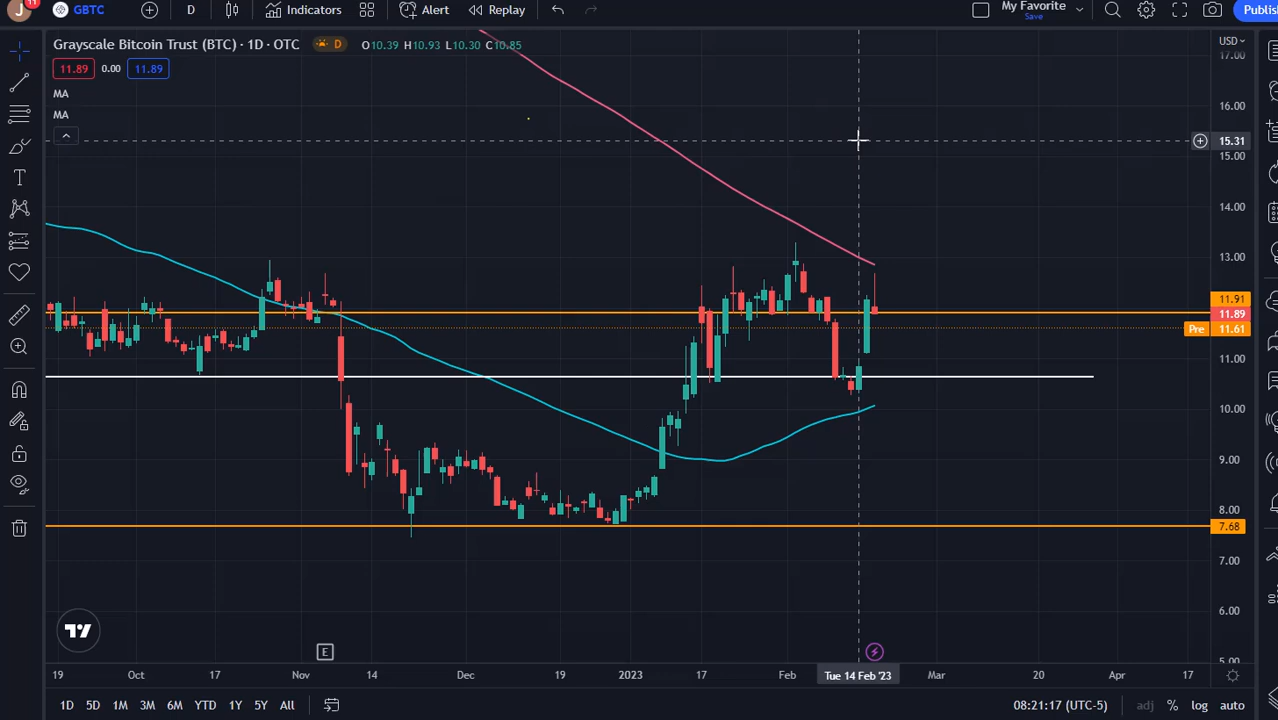 J 11 GBTC D Indicators Alert Replay My Favorite Save Publis
Grayscale Bitcoin Trust (BTC) · 1D · OTC D O10.39 H10.93 L10.30 C10.85 USD
11.89 0.00 11.89
MA
MA
17.00
16.00
15.31
15.00
14.00
13.00
11.91
11.89
Pre 11.61
11.00
10.00
9.00
8.00
7.68
7.00
6.00
5.00
E
19 Oct 17 Nov 14 Dec 19 2023 17 Feb Tue 14 Feb '23 Mar 20 Apr 17
1D 5D 1M 3M 6M YTD 1Y 5Y All 08:21:17 (UTC-5) adj % log auto